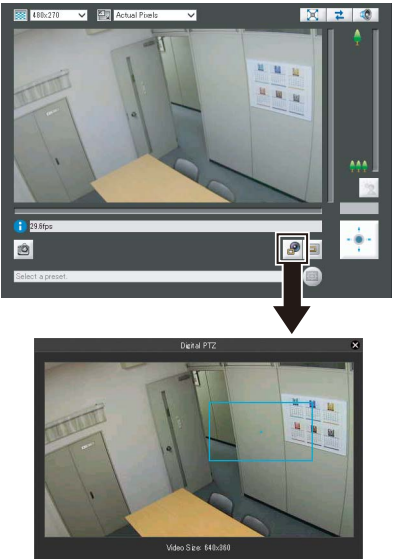 480x270
Actual Pixels
29.6fps
Select a preset.
Digital PTZ
Video Size: 640x360